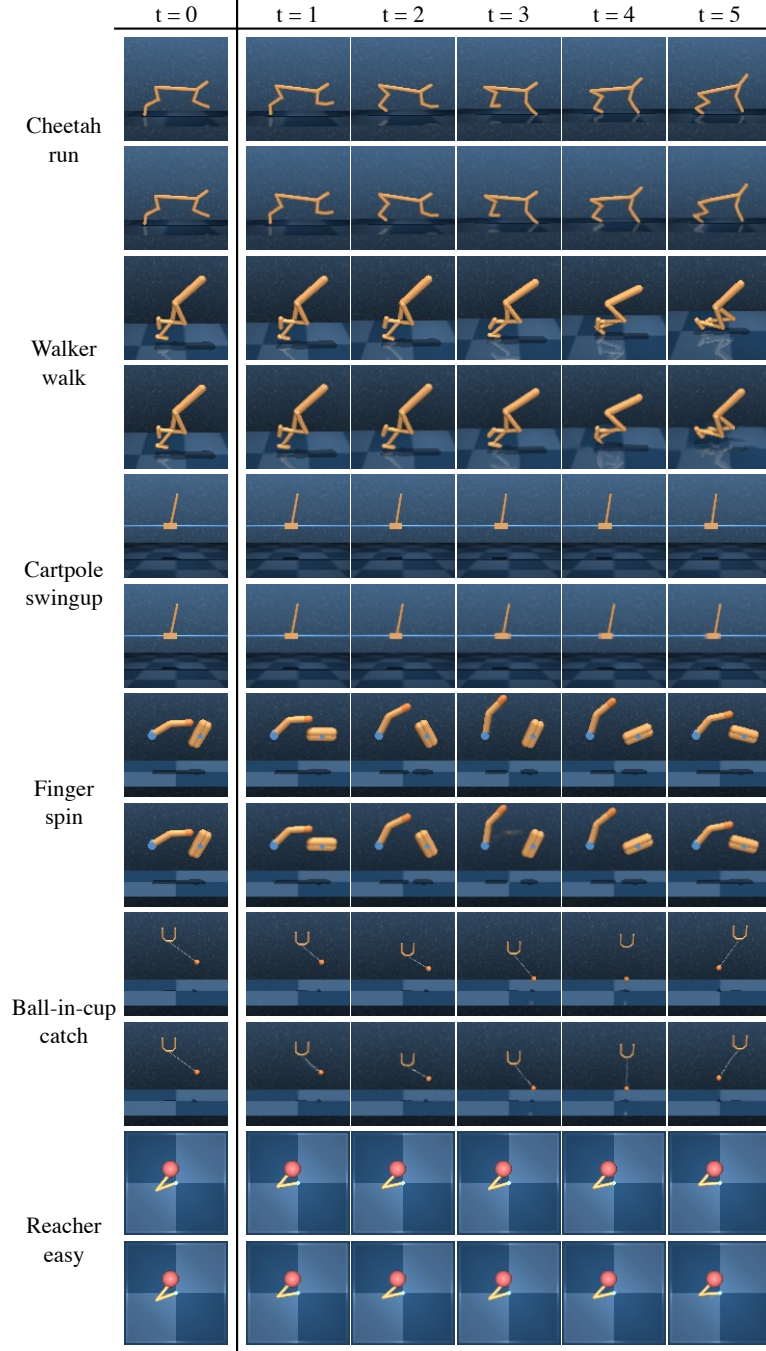 t = 0 t = 1 t = 2 t = 3 t = 4 t = 5
Cheetah
run
Walker
walk
Cartpole
swingup
Finger
spin
Ball-in-cup
catch
Reacher
easy